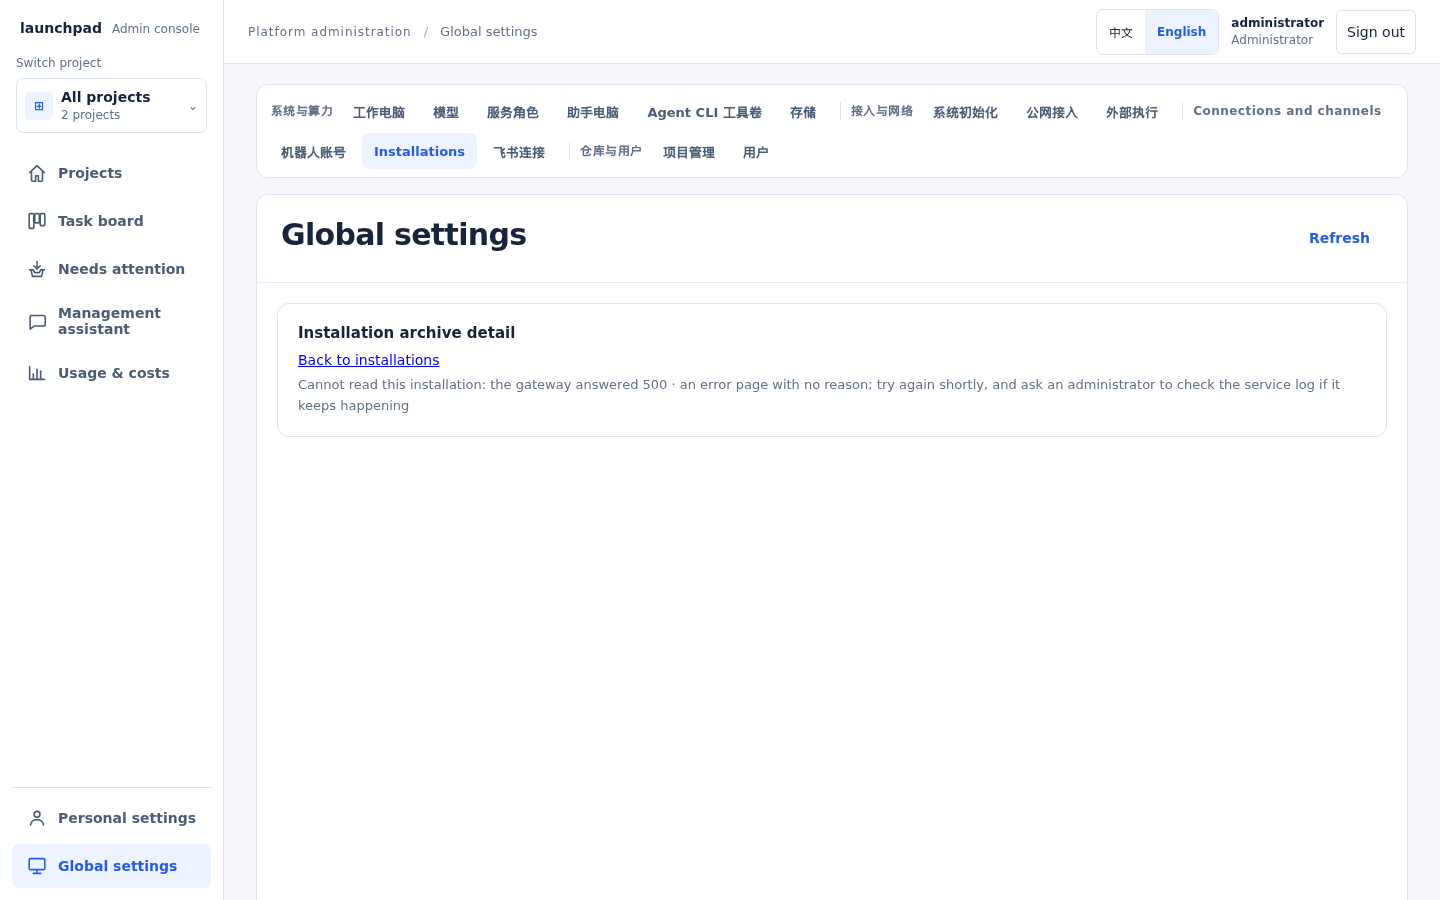 launchpad Admin console
Switch project
All projects
2 projects
Projects
Task board
Needs attention
Management
assistant
Usage & costs
Personal settings
Global settings
Platform administration / Global settings
中文 English
administrator
Administrator
Sign out
系统与算力 工作电脑 模型 服务角色 助手电脑 Agent CLI 工具卷 存储 接入与网络 系统初始化 公网接入 外部执行 Connections and channels
机器人账号 Installations 飞书连接 仓库与用户 项目管理 用户
Global settings
Refresh
Installation archive detail
Back to installations
Cannot read this installation: the gateway answered 500 · an error page with no reason; try again shortly, and ask an administrator to check the service log if it
keeps happening